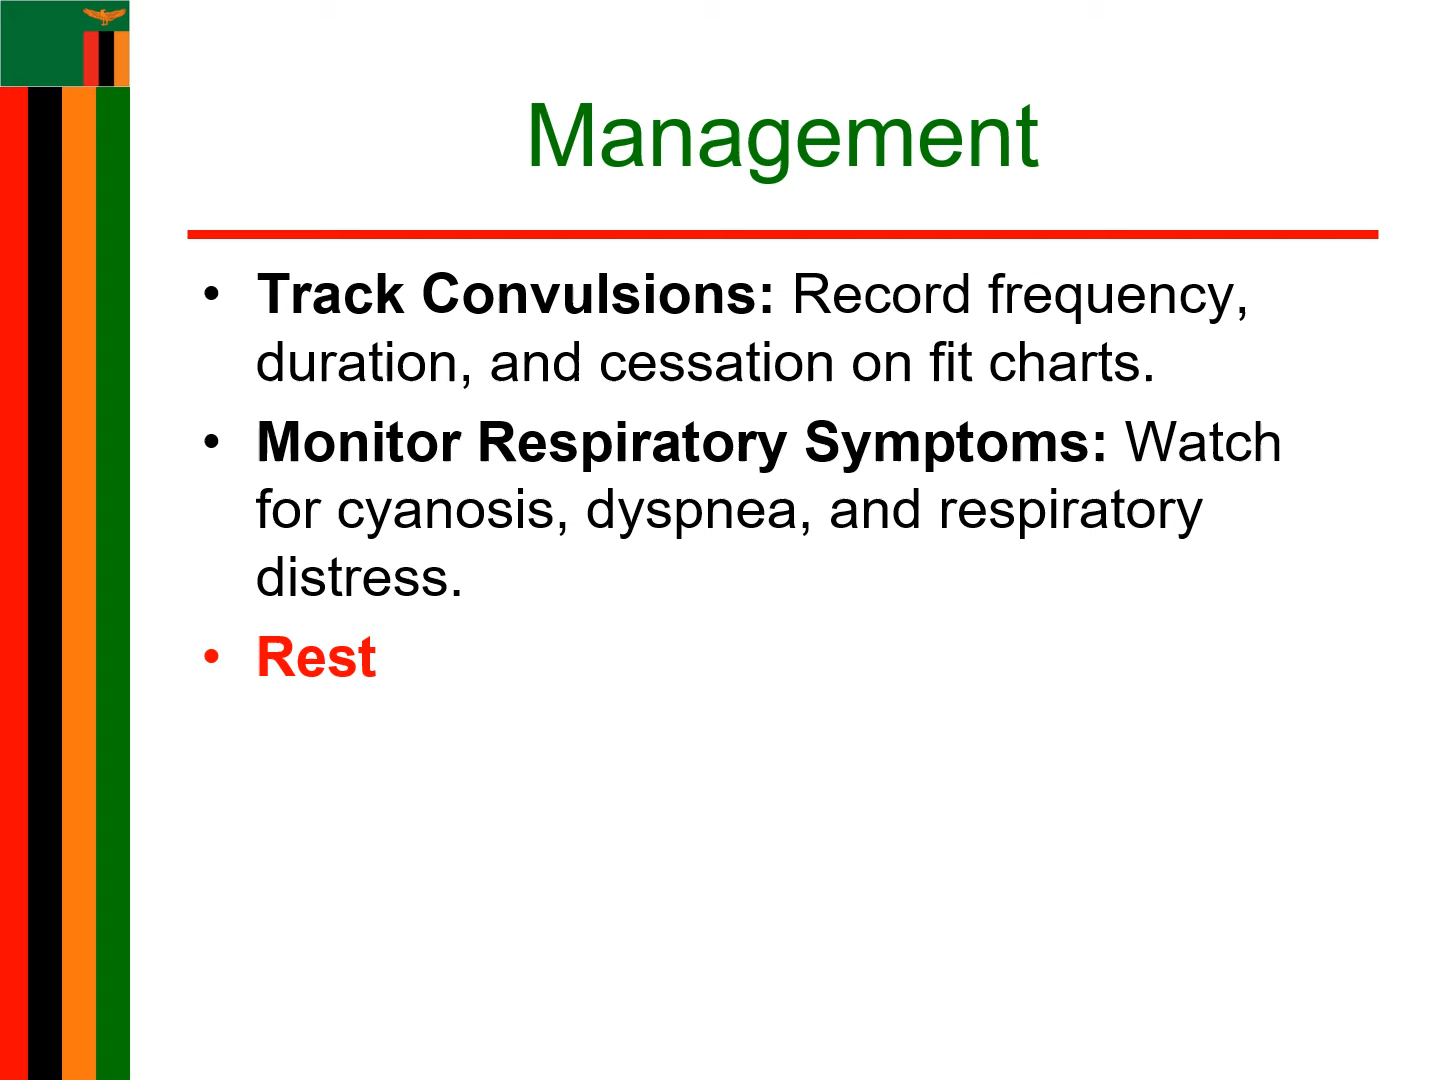 Management
• Track Convulsions: Record frequency,
duration, and cessation on fit charts.
• Monitor Respiratory Symptoms: Watch
for cyanosis, dyspnea, and respiratory
distress.
• Rest